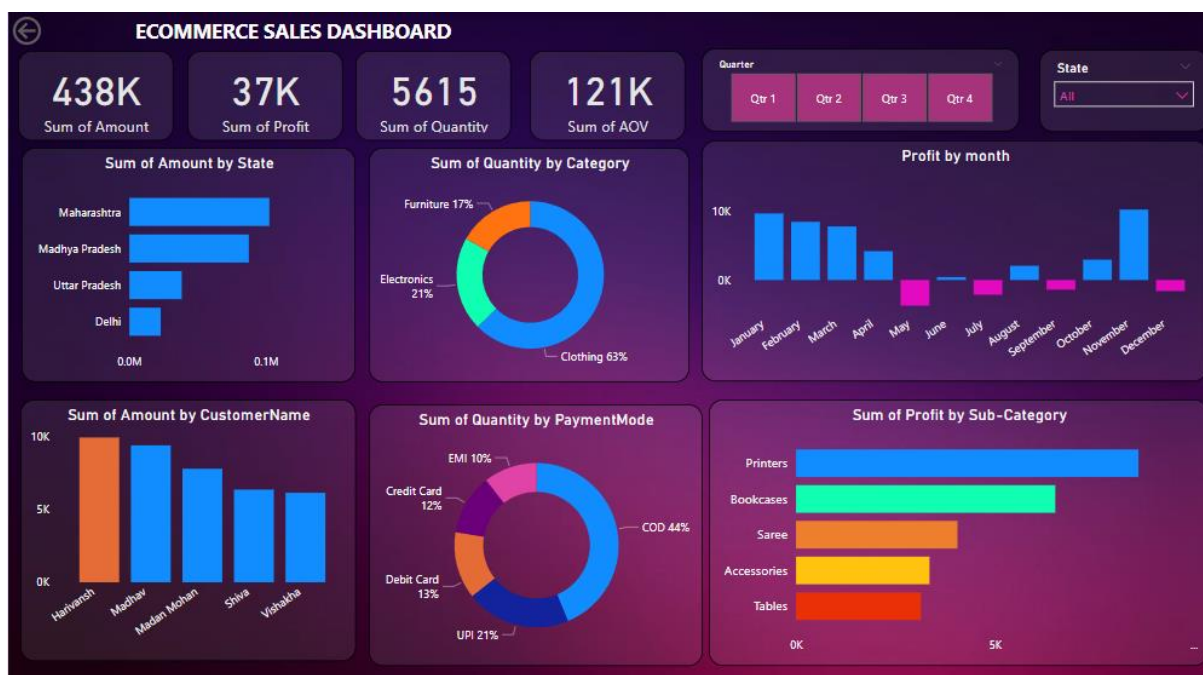 ECOMMERCE SALES DASHBOARD
438K
Sum of Amount
37K
Sum of Profit
5615
Sum of Quantity
121K
Sum of AOV
Quarter
Qtr 1
Qtr 2
Qtr 3
Qtr 4
State
All
Sum of Amount by State
Maharashtra
Madhya Pradesh
Uttar Pradesh
Delhi
0.0M
0.1M
Sum of Quantity by Category
Furniture 17%
Electronics
21%
Clothing 63%
Profit by month
10K
0K
January
February
March
April
May
June
July
August
September
October
November
December
Sum of Amount by CustomerName
10K
5K
0K
Harivansh
Madhav
Madan Mohan
Shiva
Vishakha
Sum of Quantity by PaymentMode
EMI 10%
Credit Card
12%
COD 44%
Debit Card
13%
UPI 21%
Sum of Profit by Sub-Category
Printers
Bookcases
Saree
Accessories
Tables
0K
5K
...